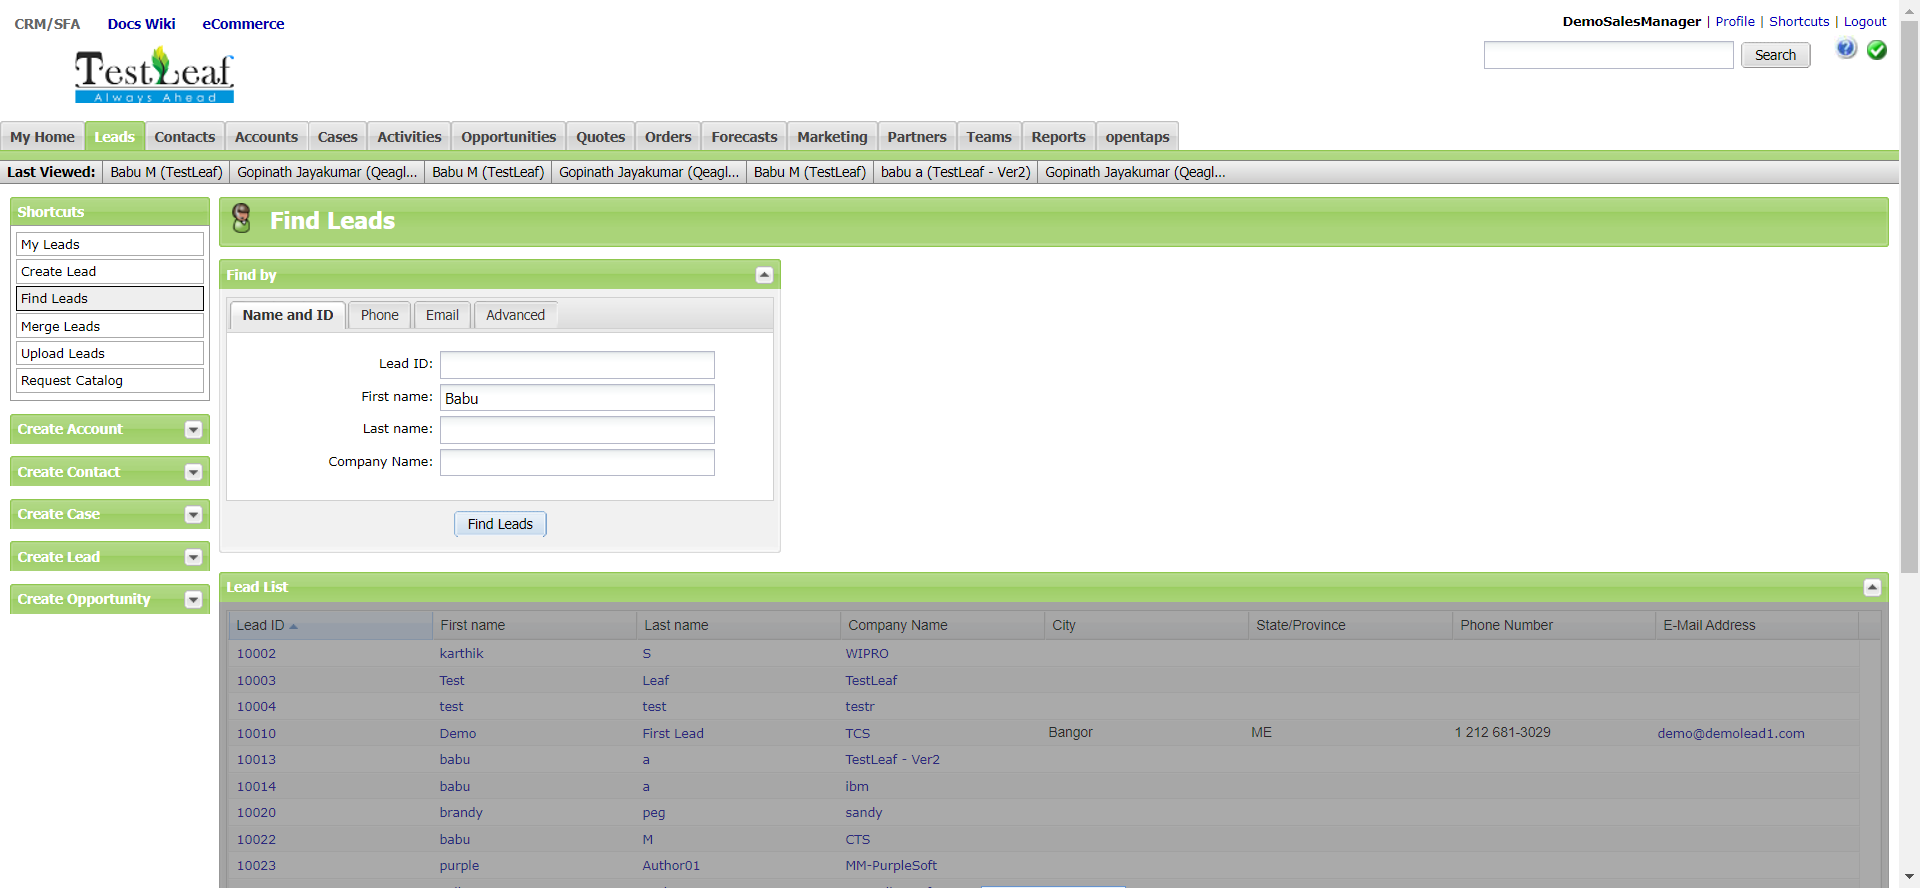 CRM/SFA Docs Wiki eCommerce
DemoSalesManager | Profile | Shortcuts | Logout
TestLeaf
Always Ahead
Search
My Home Leads Contacts Accounts Cases Activities Opportunities Quotes Orders Forecasts Marketing Partners Teams Reports opentaps
Last Viewed: Babu M (TestLeaf) Gopinath Jayakumar (Qeagl... Babu M (TestLeaf) Gopinath Jayakumar (Qeagl... Babu M (TestLeaf) babu a (TestLeaf - Ver2) Gopinath Jayakumar (Qeagl...
Shortcuts
My Leads
Create Lead
Find Leads
Merge Leads
Upload Leads
Request Catalog
Create Account
Create Contact
Create Case
Create Lead
Create Opportunity
Find Leads
Find by
Name and ID Phone Email Advanced
Lead ID:
First name: Babu
Last name:
Company Name:
Find Leads
Lead List
Lead ID First name Last name Company Name City State/Province Phone Number E-Mail Address
10002 karthik S WIPRO
10003 Test Leaf TestLeaf
10004 test test testr
10010 Demo First Lead TCS Bangor ME 1 212 681-3029 demo@demolead1.com
10013 babu a TestLeaf - Ver2
10014 babu a ibm
10020 brandy peg sandy
10022 babu M CTS
10023 purple Author01 MM-PurpleSoft